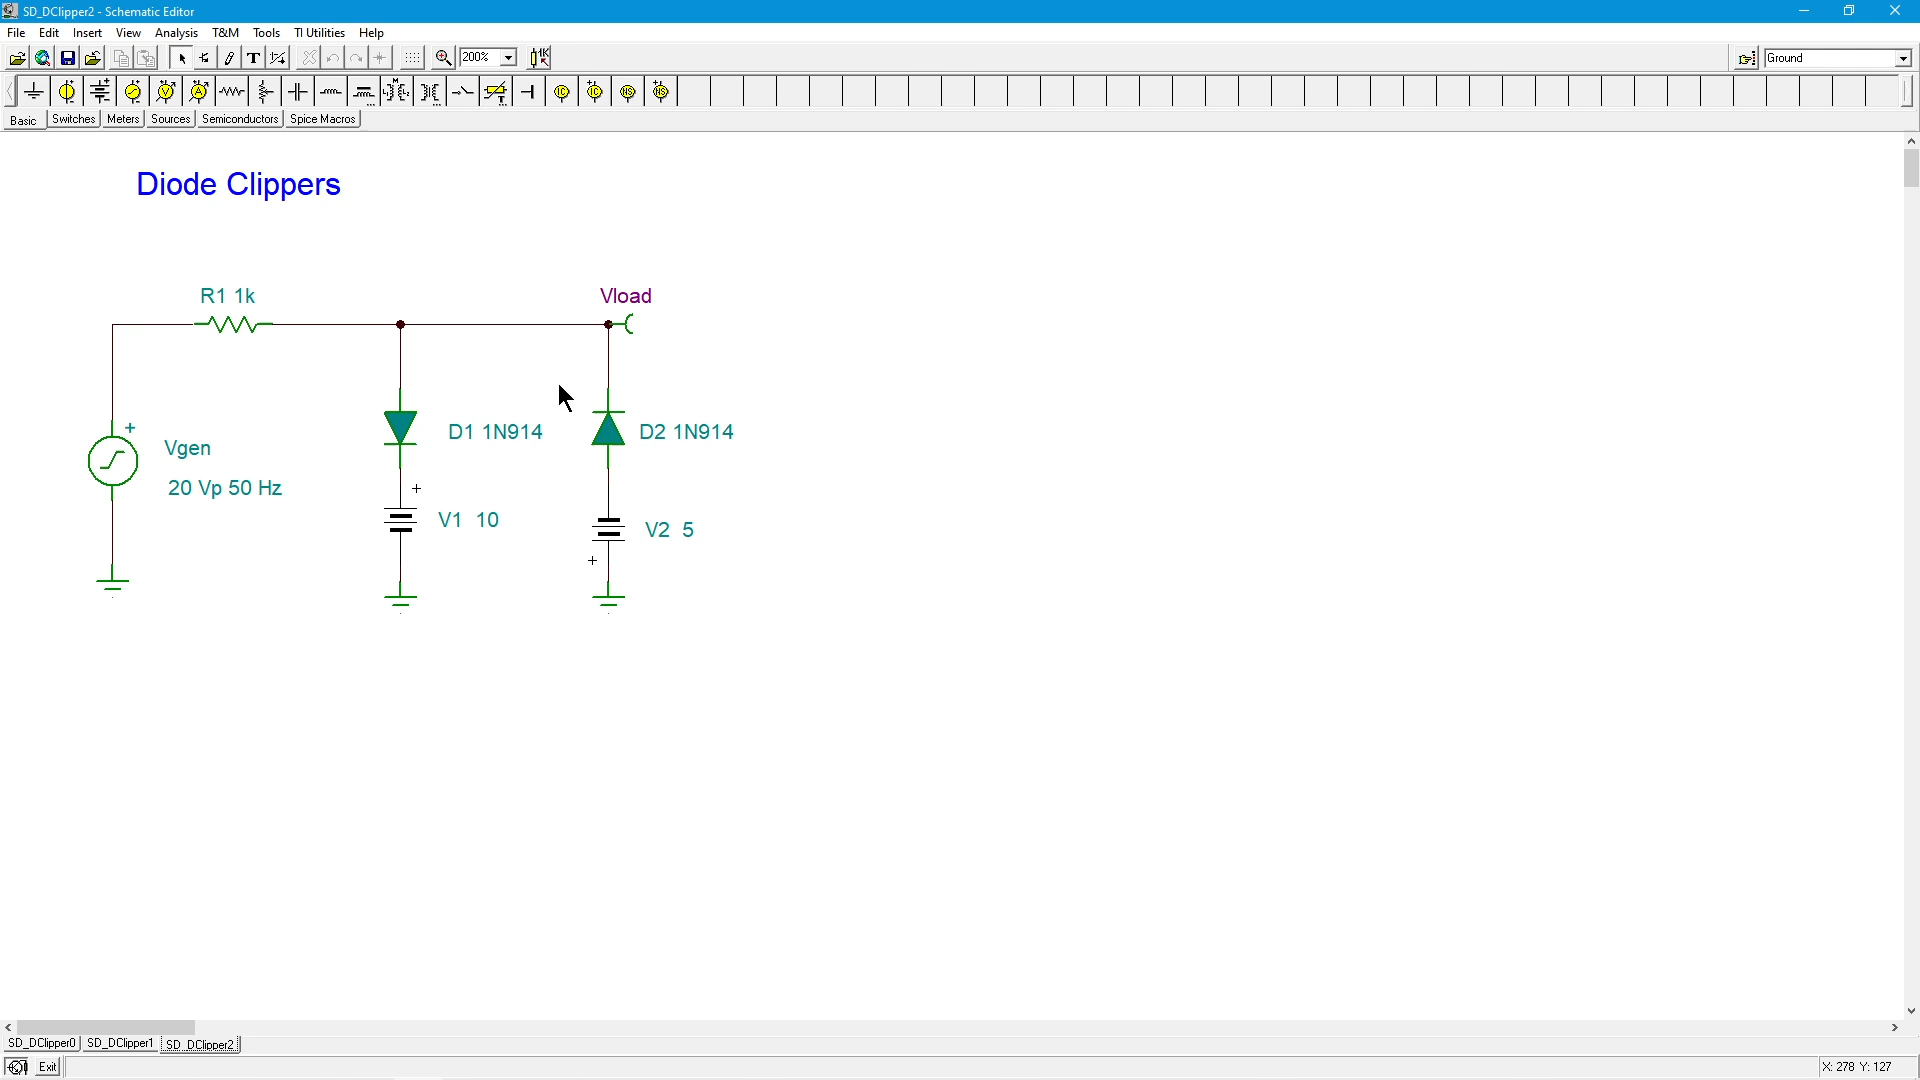 SD_DClipper2 - Schematic Editor
File Edit Insert View Analysis T&M Tools TI Utilities Help
200% 1K Ground
Basic Switches Meters Sources Semiconductors Spice Macros
Diode Clippers
R1 1k
Vload
+
Vgen
20 Vp 50 Hz
D1 1N914
D2 1N914
+
V1 10
V2 5
+
SD_DClipper0 SD_DClipper1 SD_DClipper2
Exit
X: 278 Y: 127